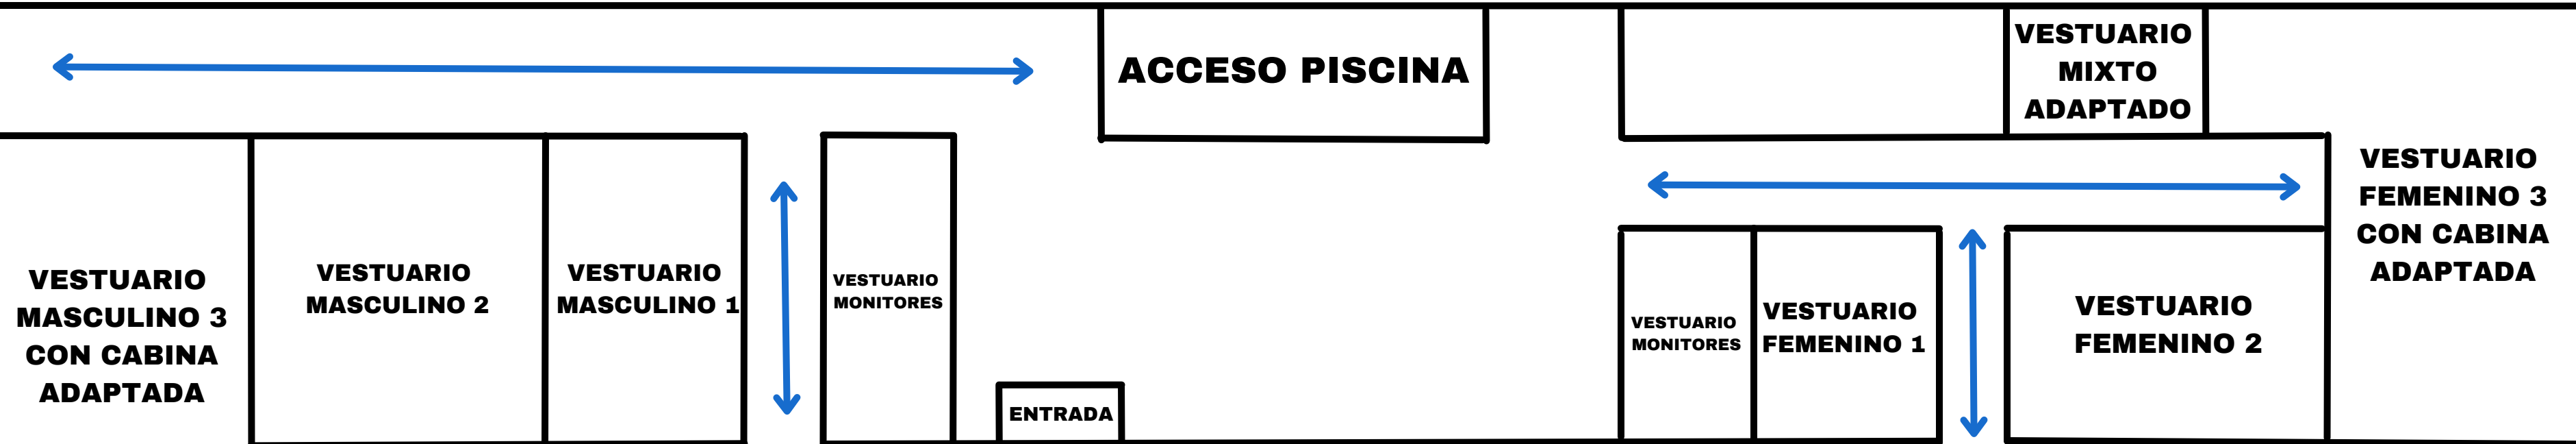 ACCESO PISCINA
VESTUARIO
MIXTO
ADAPTADO
VESTUARIO
MASCULINO 3
CON CABINA
ADAPTADA
VESTUARIO
MASCULINO 2
VESTUARIO
MASCULINO 1
VESTUARIO
MONITORES
ENTRADA
VESTUARIO
MONITORES
VESTUARIO
FEMENINO 1
VESTUARIO
FEMENINO 2
VESTUARIO
FEMENINO 3
CON CABINA
ADAPTADA